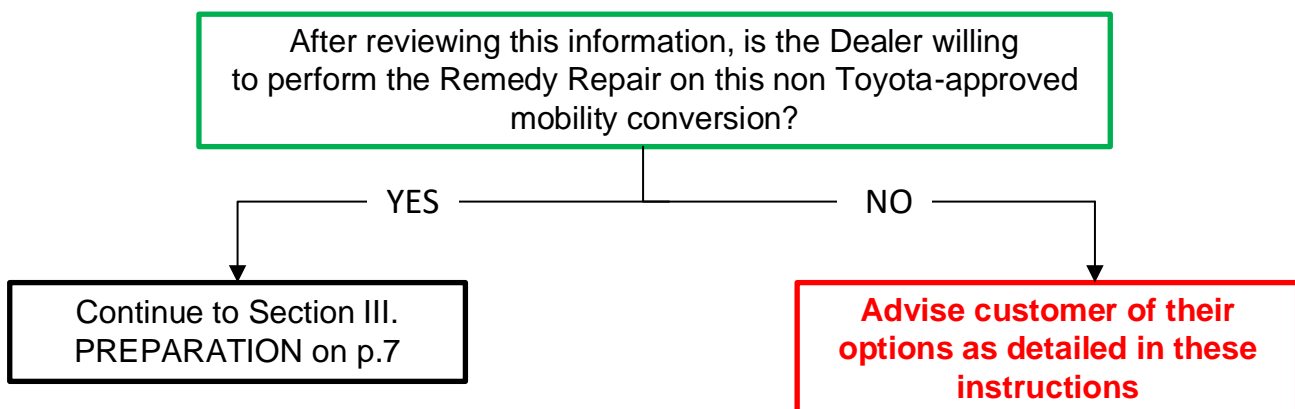 After reviewing this information, is the Dealer willing
to perform the Remedy Repair on this non Toyota-approved
mobility conversion?
YES
NO
Continue to Section III.
PREPARATION on p.7
Advise customer of their
options as detailed in these
instructions